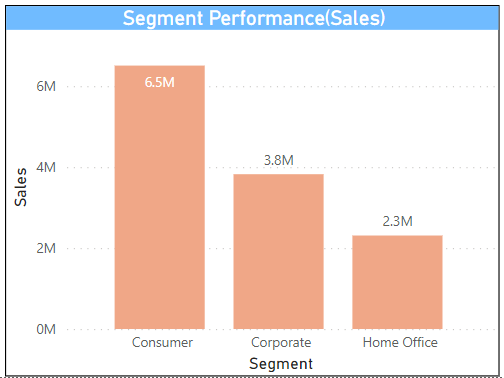 Segment Performance(Sales)
6M
6.5M
4M
3.8M
2.3M
Sales
2M
0M
Consumer Corporate Home Office
Segment